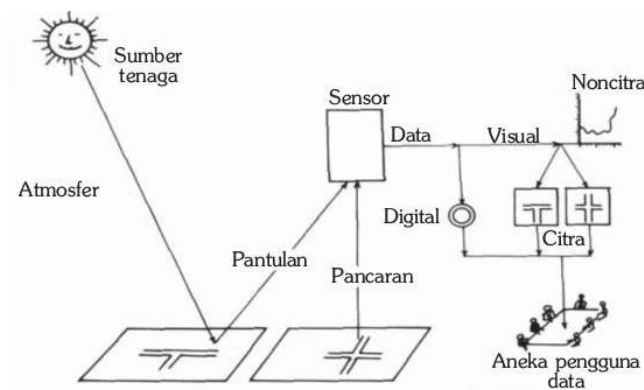 Sumber
tenaga
Sensor
Noncitra
Data
Visual
Atmosfer
Digital
Citra
Pantulan
Pancaran
Aneka pengguna
data